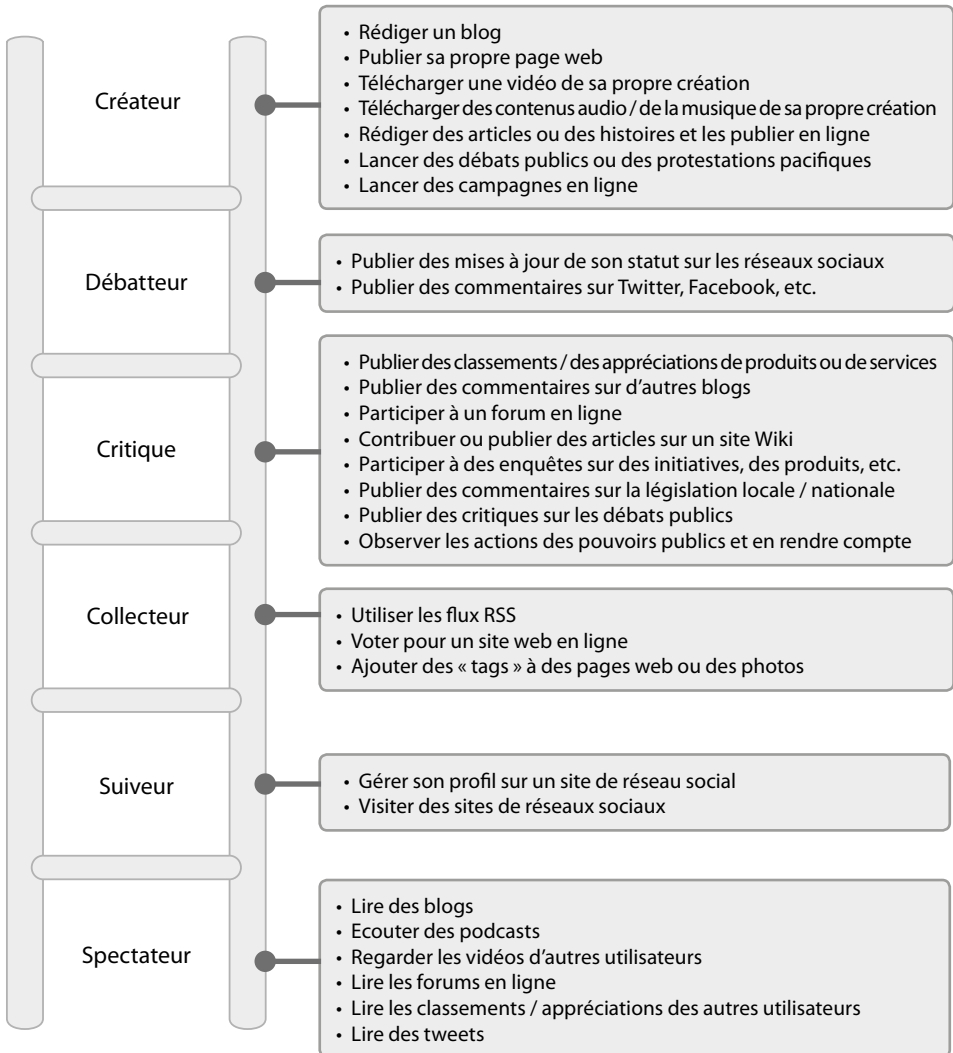 Créateur
• Rédiger un blog
• Publier sa propre page web
• Télécharger une vidéo de sa propre création
• Télécharger des contenus audio / de la musique de sa propre création
• Rédiger des articles ou des histoires et les publier en ligne
• Lancer des débats publics ou des protestations pacifiques
• Lancer des campagnes en ligne
Débatteur
• Publier des mises à jour de son statut sur les réseaux sociaux
• Publier des commentaires sur Twitter, Facebook, etc.
Critique
• Publier des classements / des appréciations de produits ou de services
• Publier des commentaires sur d'autres blogs
• Participer à un forum en ligne
• Contribuer ou publier des articles sur un site Wiki
• Participer à des enquêtes sur des initiatives, des produits, etc.
• Publier des commentaires sur la législation locale / nationale
• Publier des critiques sur les débats publics
• Observer les actions des pouvoirs publics et en rendre compte
Collecteur
• Utiliser les flux RSS
• Voter pour un site web en ligne
• Ajouter des « tags » à des pages web ou des photos
Suiveur
• Gérer son profil sur un site de réseau social
• Visiter des sites de réseaux sociaux
Spectateur
• Lire des blogs
• Ecouter des podcasts
• Regarder les vidéos d'autres utilisateurs
• Lire les forums en ligne
• Lire les classements / appréciations des autres utilisateurs
• Lire des tweets